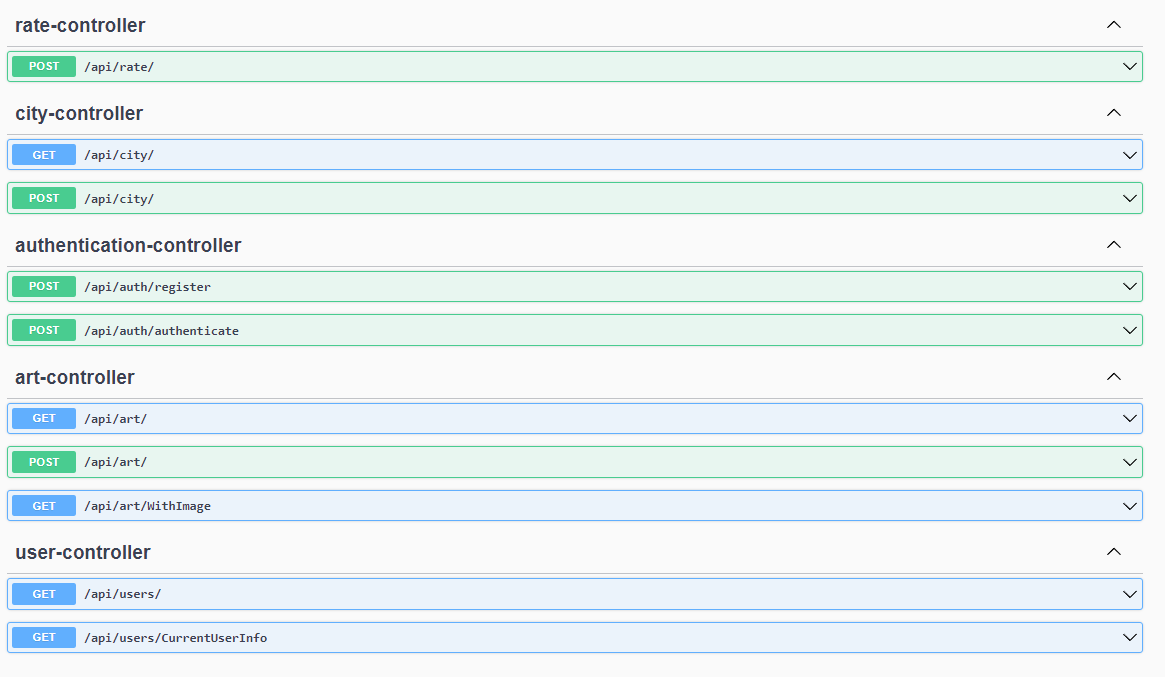 rate-controller
POST /api/rate/
city-controller
GET /api/city/
POST /api/city/
authentication-controller
POST /api/auth/register
POST /api/auth/authenticate
art-controller
GET /api/art/
POST /api/art/
GET /api/art/WithImage
user-controller
GET /api/users/
GET /api/users/CurrentUserInfo